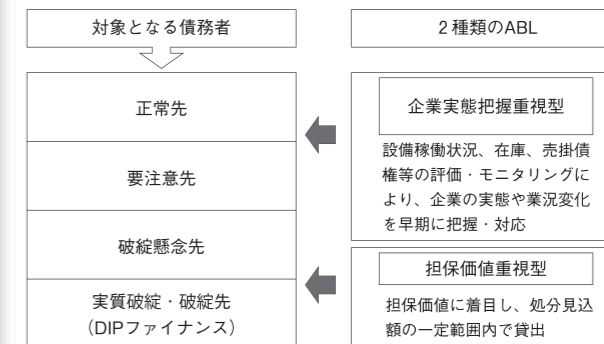 対象となる債務者
2種類のABL
正常先
要注意先
破綻懸念先
実質破綻・破綻先
(DIPファイナンス)
企業実態把握重視型
設備稼働状況、在庫、売掛債
権等の評価・モニタリングに
より、企業の実態や業況変化
を早期に把握・対応
担保価値重視型
担保価値に着目し、処分見込
額の一定範囲内で貸出